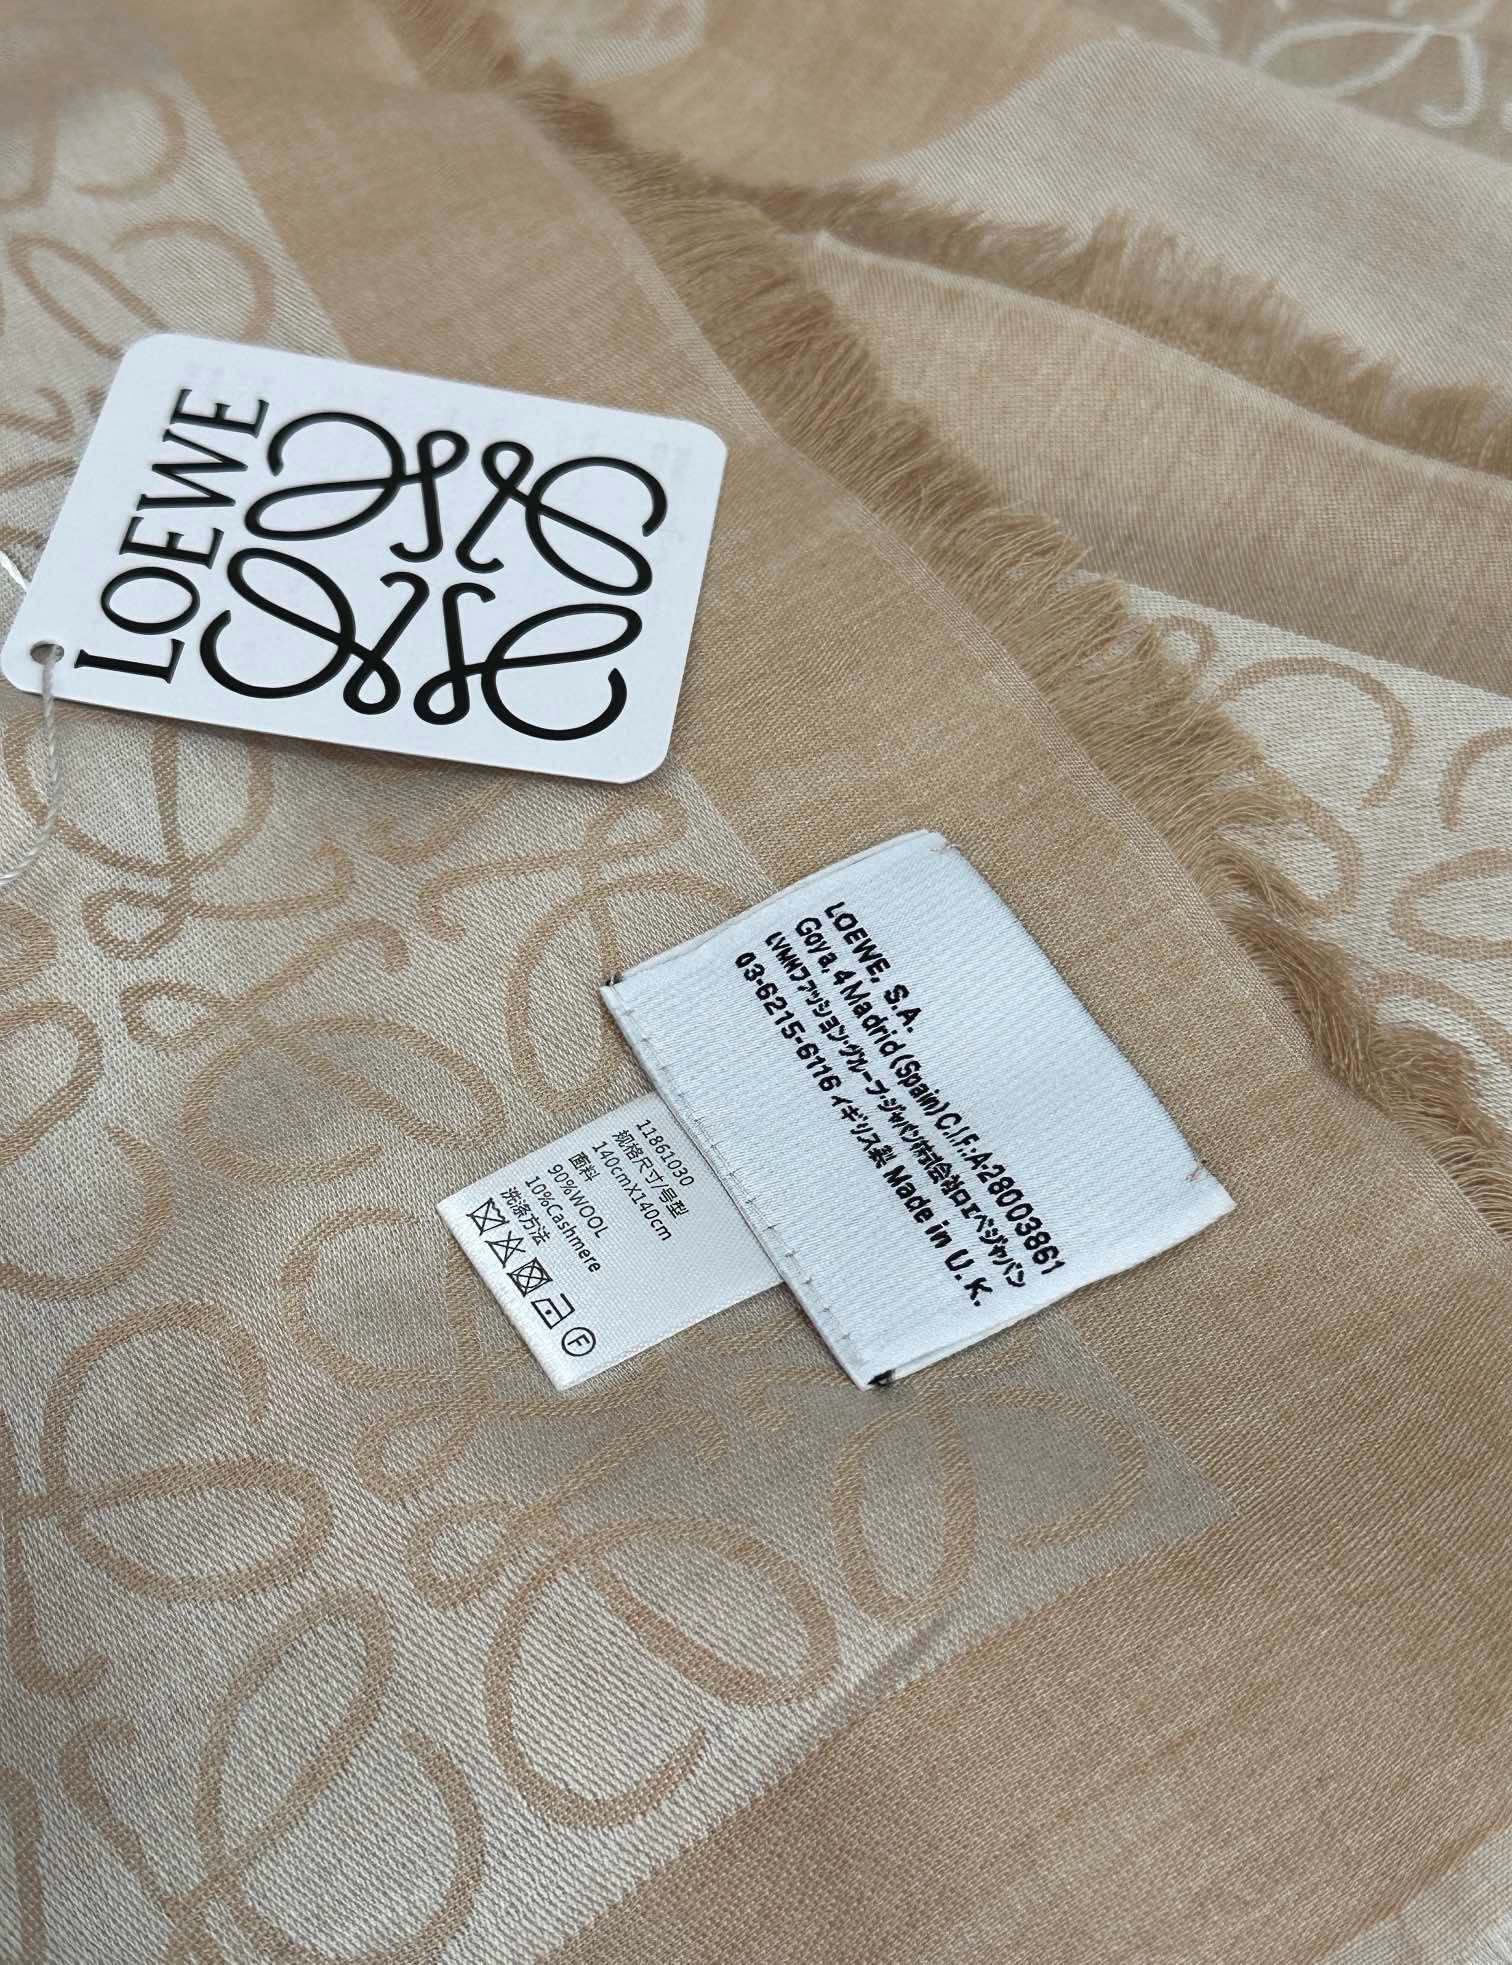 LOEWE
LOEWE. S.A.
Goya. 4 Madrid (Spain) C.I.F.:A-28003861
LVMHファッション・グループ・ジャパン株式会社ロエベジャパン
03-6215-6116 イギリス製 Made in U.K.
11861030
规格尺寸/号型
140cmX140cm
面料
90%WOOL
10%Cashmere
洗涤方法
F